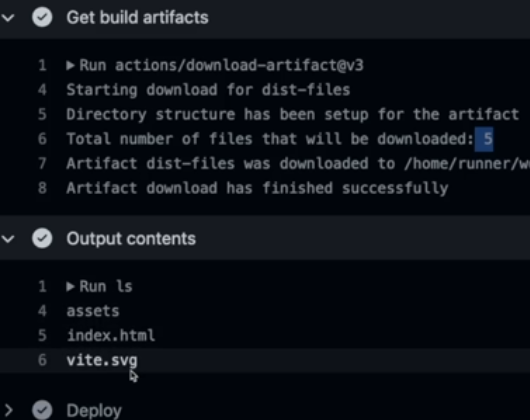 Get build artifacts
1 Run actions/download-artifact@v3
4 Starting download for dist-files
5 Directory structure has been setup for the artifact
6 Total number of files that will be downloaded: 5
7 Artifact dist-files was downloaded to /home/runner/w
8 Artifact download has finished successfully
Output contents
1 Run ls
4 assets
5 index.html
6 vite.svg
Deploy